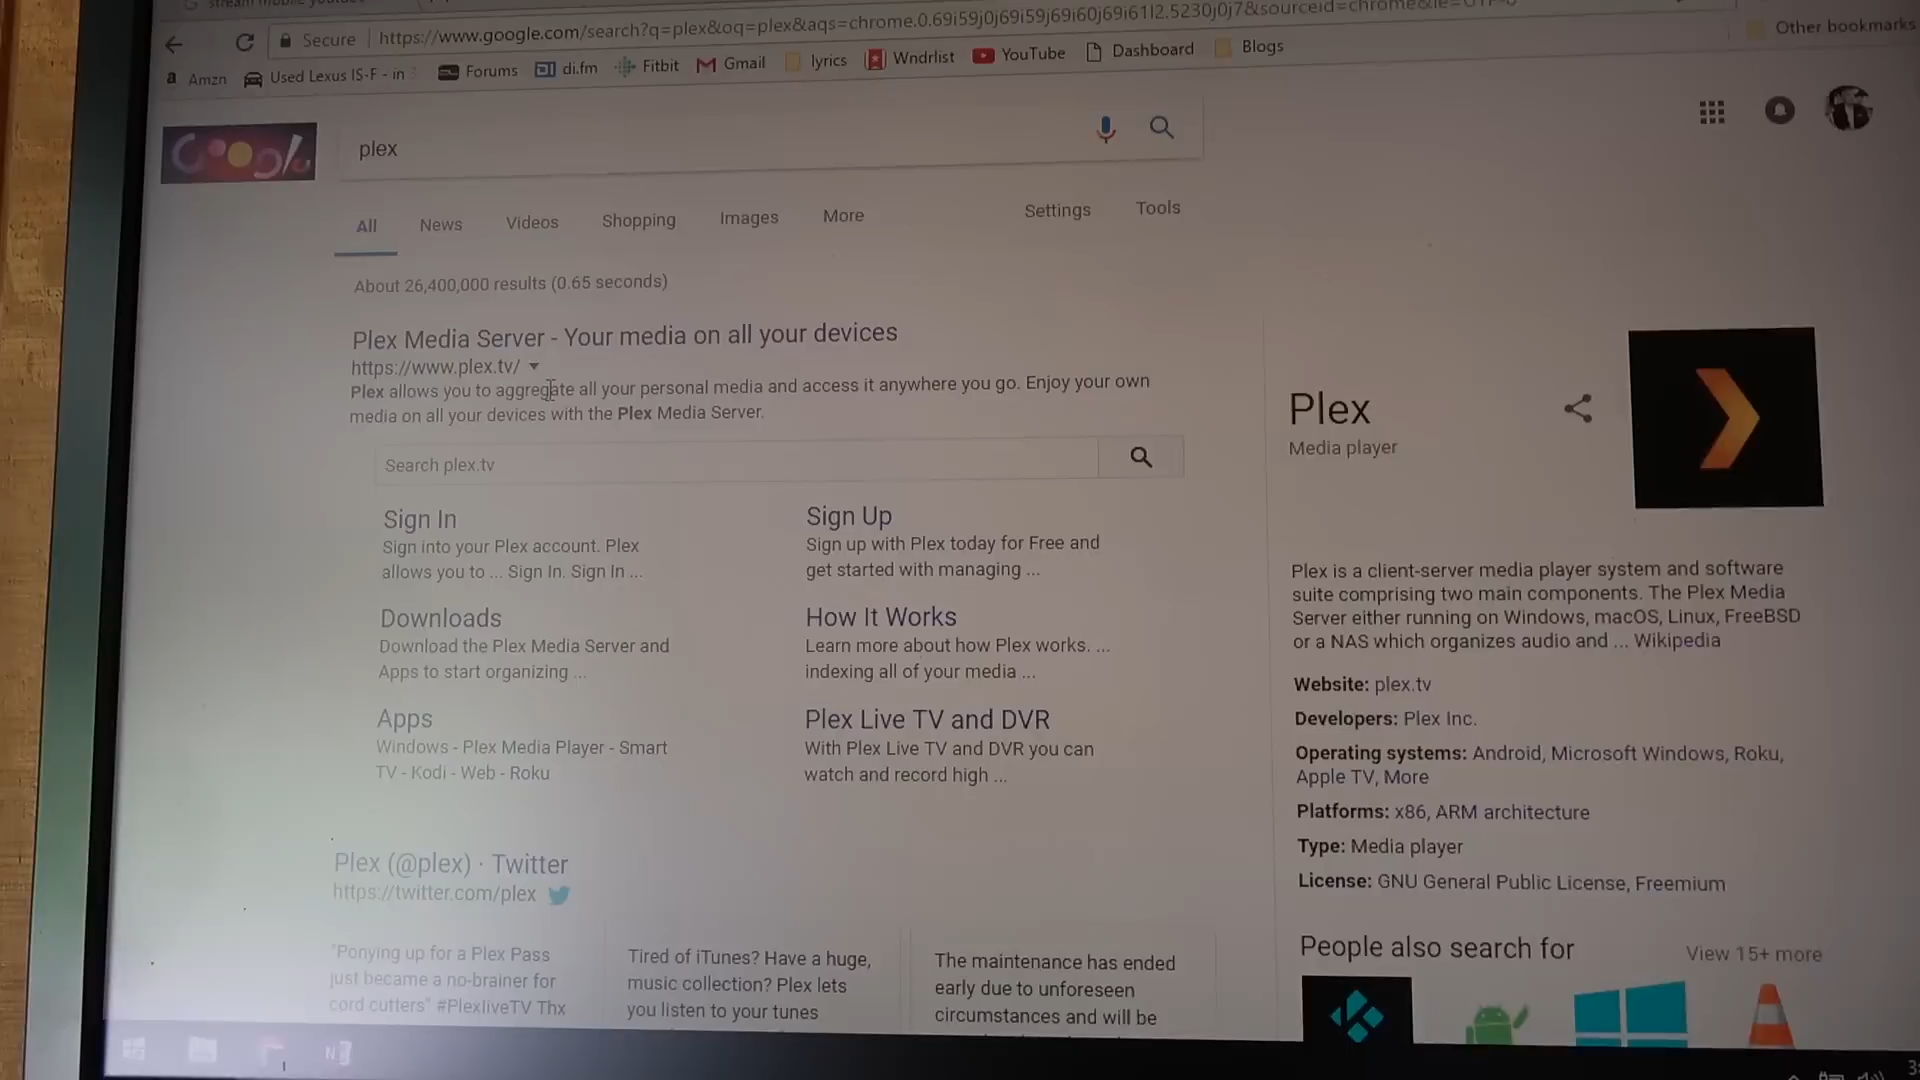 stream mobile youtube
Secure https://www.google.com/search?q=plex&oq=plex&aqs=chrome.0.69i59j0j69i59j69i60j69i61l2.5230j0j7&sourceid=chrome&ie=UTF-8
Amzn Used Lexus IS-F - in Forums di.fm Fitbit Gmail lyrics Wndrlist YouTube Dashboard Blogs Other bookmarks
Google
plex
All News Videos Shopping Images More Settings Tools
About 26,400,000 results (0.65 seconds)
Plex Media Server - Your media on all your devices
https://www.plex.tv/
Plex allows you to aggregate all your personal media and access it anywhere you go. Enjoy your own
media on all your devices with the Plex Media Server.
Search plex.tv
Sign In
Sign into your Plex account. Plex
allows you to ... Sign In. Sign In ...
Sign Up
Sign up with Plex today for Free and
get started with managing ...
Downloads
Download the Plex Media Server and
Apps to start organizing ...
How It Works
Learn more about how Plex works. ...
indexing all of your media ...
Apps
Windows - Plex Media Player - Smart
TV - Kodi - Web - Roku
Plex Live TV and DVR
With Plex Live TV and DVR you can
watch and record high ...
Plex (@plex) · Twitter
https://twitter.com/plex
"Ponying up for a Plex Pass
just became a no-brainer for
cord cutters" #PlexliveTV Thx
Tired of iTunes? Have a huge,
music collection? Plex lets
you listen to your tunes
The maintenance has ended
early due to unforeseen
circumstances and will be
Plex
Media player
Plex is a client-server media player system and software
suite comprising two main components. The Plex Media
Server either running on Windows, macOS, Linux, FreeBSD
or a NAS which organizes audio and ... Wikipedia
Website: plex.tv
Developers: Plex Inc.
Operating systems: Android, Microsoft Windows, Roku,
Apple TV, More
Platforms: x86, ARM architecture
Type: Media player
License: GNU General Public License, Freemium
People also search for View 15+ more